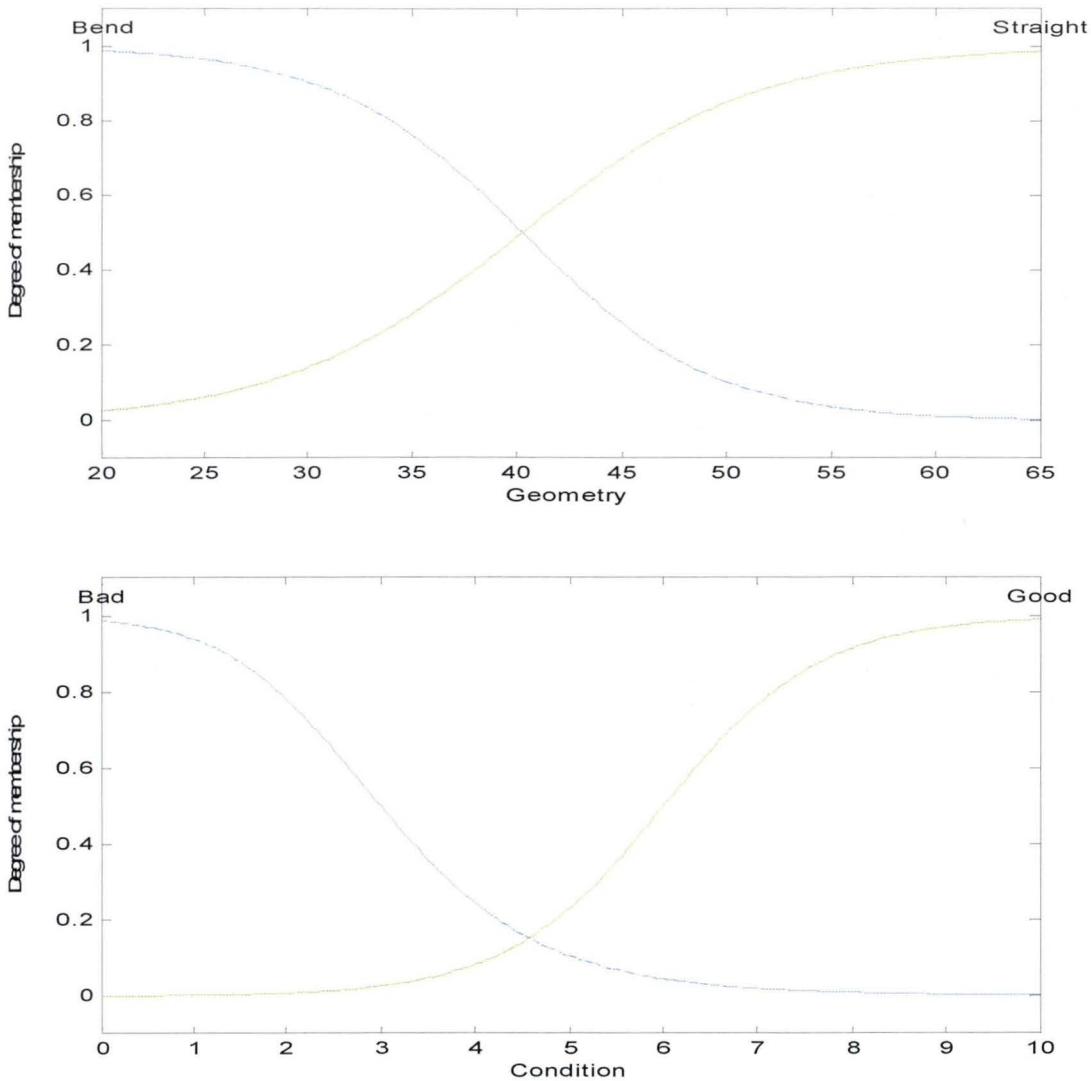 Bend Straight
1
0.8
0.6
0.4
0.2
0
Degree of membership
20 25 30 35 40 45 50 55 60 65
Geometry
Bad Good
1
0.8
0.6
0.4
0.2
0
Degree of membership
0 1 2 3 4 5 6 7 8 9 10
Condition